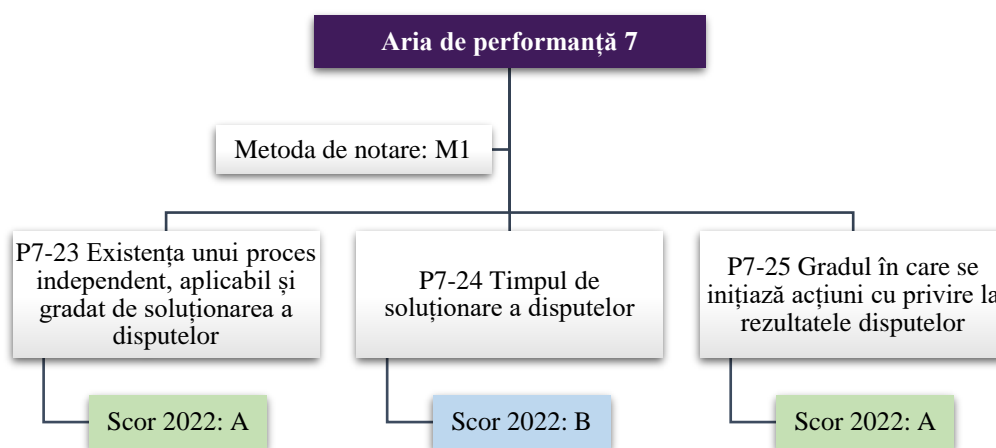 Aria de performanță 7
Metoda de notare: M1
P7-23 Existența unui proces
independent, aplicabil și
gradat de soluționarea a
disputelor
P7-24 Timpul de
soluționare a disputelor
P7-25 Gradul în care se
inițiază acțiuni cu privire la
rezultatele disputelor
Scor 2022: A
Scor 2022: B
Scor 2022: A